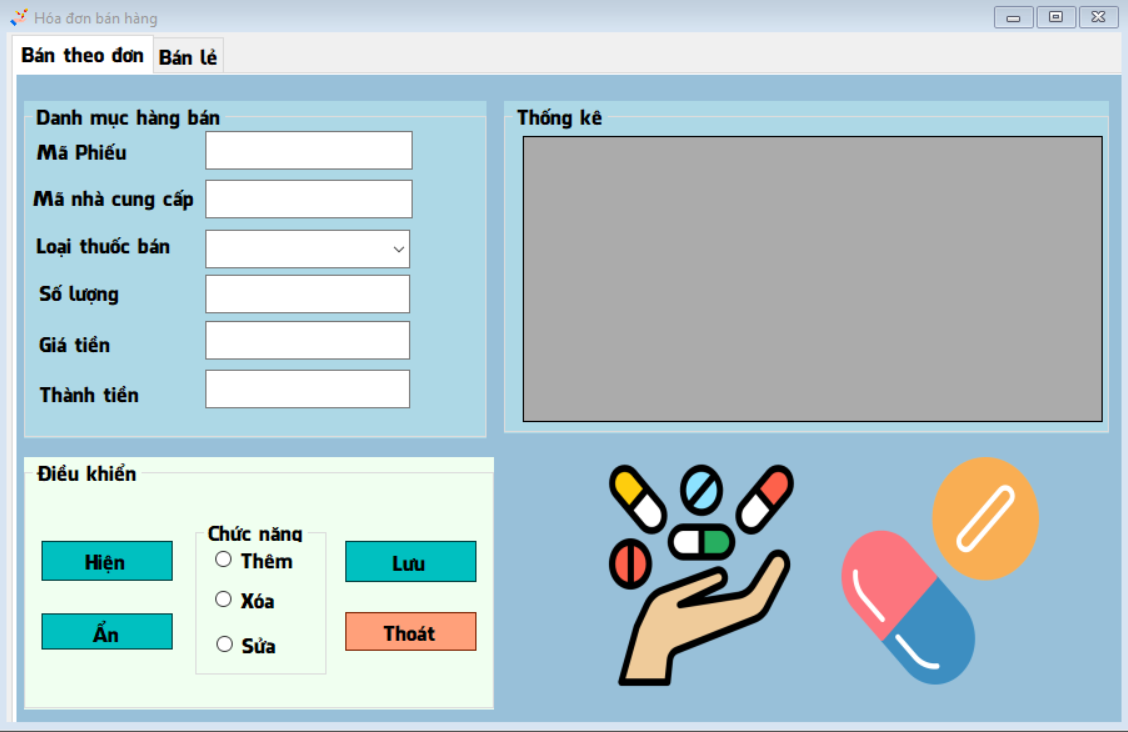 Hóa đơn bán hàng
Bán theo đơn
Bán lẻ
Danh mục hàng bán
Mã Phiếu
Mã nhà cung cấp
Loại thuốc bán
Số lượng
Giá tiền
Thành tiền
Thống kê
Điều khiển
Hiện
Ẩn
Chức năng
Thêm
Xóa
Sửa
Lưu
Thoát